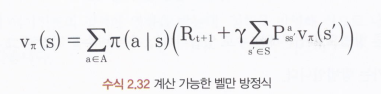 v_π(s) = ∑_{a∈A} π(a | s)(R_{t+1} + γ∑_{s′∈S} P^a_{ss′} v_π(s′))
수식 2.32 계산 가능한 벨만 방정식